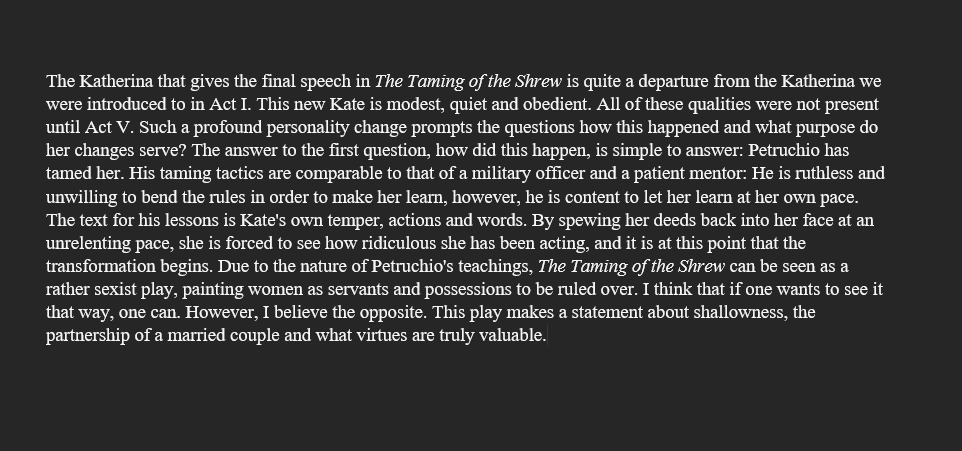 The Katherina that gives the final speech in The Taming of the Shrew is quite a departure from the Katherina we
were introduced to in Act I. This new Kate is modest, quiet and obedient. All of these qualities were not present
until Act V. Such a profound personality change prompts the questions how this happened and what purpose do
her changes serve? The answer to the first question, how did this happen, is simple to answer: Petruchio has
tamed her. His taming tactics are comparable to that of a military officer and a patient mentor: He is ruthless and
unwilling to bend the rules in order to make her learn, however, he is content to let her learn at her own pace.
The text for his lessons is Kate's own temper, actions and words. By spewing her deeds back into her face at an
unrelenting pace, she is forced to see how ridiculous she has been acting, and it is at this point that the
transformation begins. Due to the nature of Petruchio's teachings, The Taming of the Shrew can be seen as a
rather sexist play, painting women as servants and possessions to be ruled over. I think that if one wants to see it
that way, one can. However, I believe the opposite. This play makes a statement about shallowness, the
partnership of a married couple and what virtues are truly valuable.